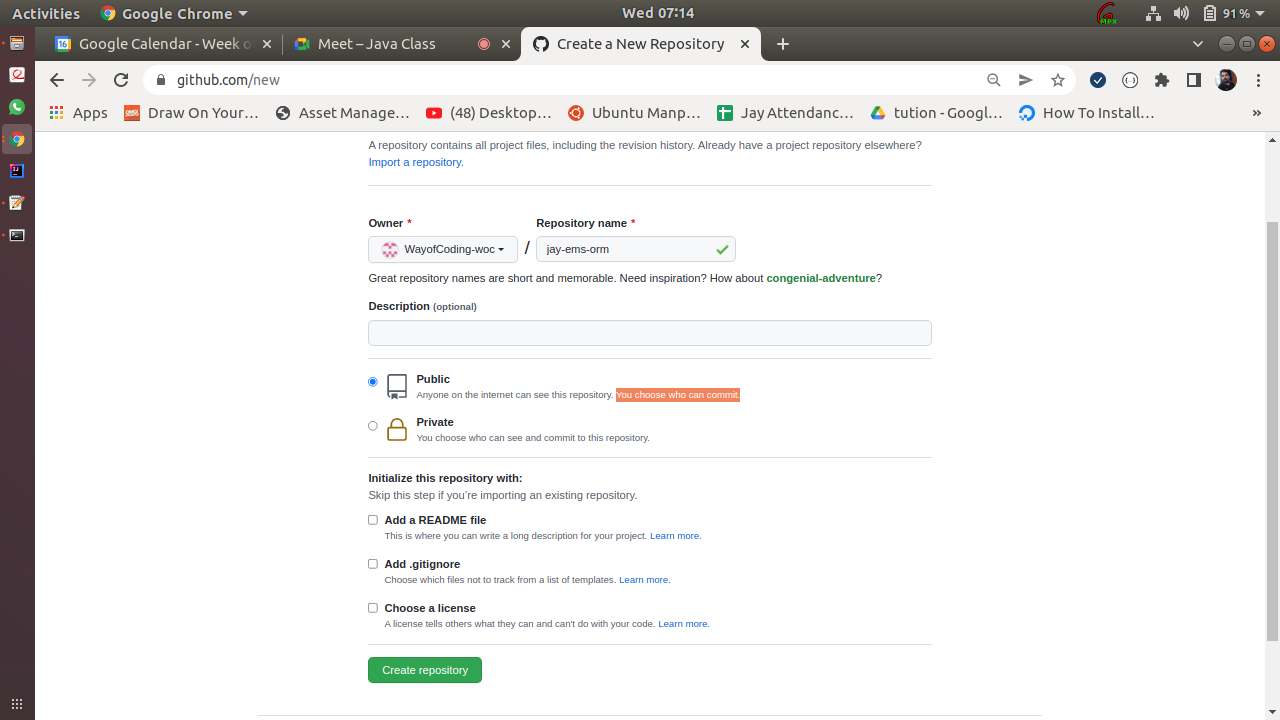 Activities Google Chrome Wed 07:14 MPX 91%
16 Google Calendar - Week o Meet – Java Class Create a New Repository
github.com/new
Apps Draw On Your… Asset Manage… (48) Desktop… Ubuntu Manp… Jay Attendanc… tution - Googl… How To Install… »
A repository contains all project files, including the revision history. Already have a project repository elsewhere?
Import a repository.
Owner * Repository name *
WayofCoding-woc / jay-ems-orm
Great repository names are short and memorable. Need inspiration? How about congenial-adventure?
Description (optional)
Public
Anyone on the internet can see this repository. You choose who can commit.
Private
You choose who can see and commit to this repository.
Initialize this repository with:
Skip this step if you’re importing an existing repository.
Add a README file
This is where you can write a long description for your project. Learn more.
Add .gitignore
Choose which files not to track from a list of templates. Learn more.
Choose a license
A license tells others what they can and can't do with your code. Learn more.
Create repository